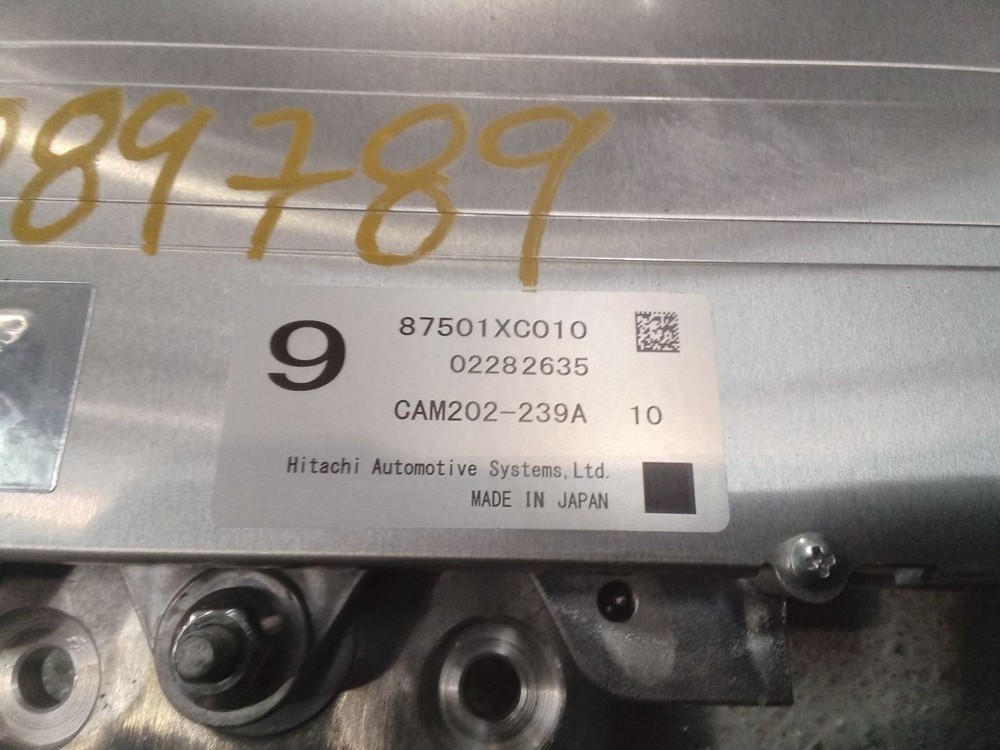 89789
9
87501XC010
02282635
CAM202-239A 10
Hitachi Automotive Systems,Ltd.
MADE IN JAPAN